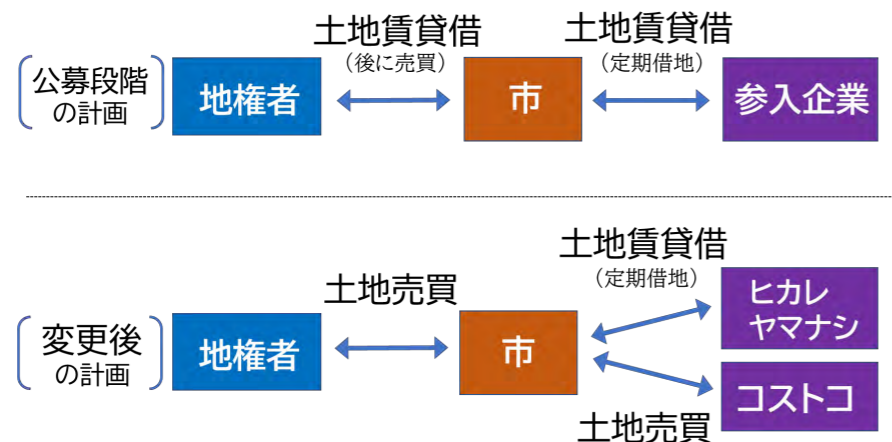 土地賃貸借
(後に売買)
土地賃貸借
(定期借地)
公募段階
の計画
地権者
市
参入企業
土地賃貸借
(定期借地)
土地売買
変更後
の計画
地権者
市
ヒカレ
ヤマナシ
コストコ
土地売買